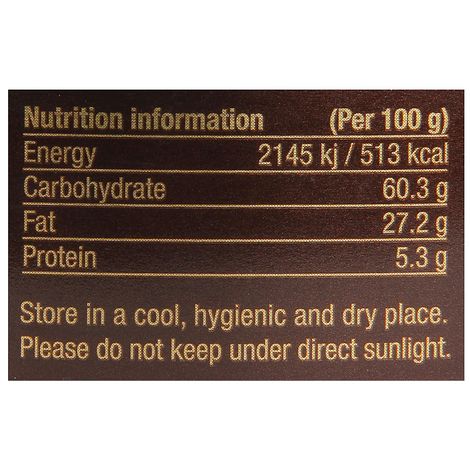 Nutrition information (Per 100 g)
Energy 2145 kj / 513 kcal
Carbohydrate 60.3 g
Fat 27.2 g
Protein 5.3 g
Store in a cool, hygienic and dry place.
Please do not keep under direct sunlight.